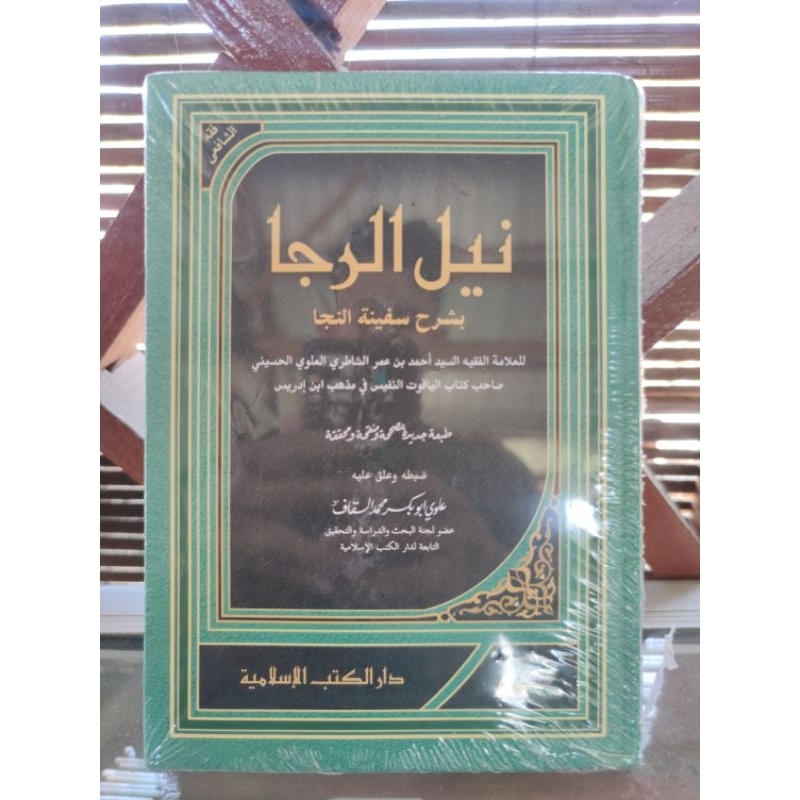 فقه
الشافعي
نيل الرجا
بشرح سفينة النجا
للعلامة الفقيه السيد أحمد بن عمر الشاطري العلوي الحسيني
صاحب كتاب الياقوت النفيس في مذهب ابن إدريس
طبعة جديدة مصححة ومنقحة ومحققة
ضبطه وعلق عليه
علوي ابو بكر محمد السقاف
عضو لجنة البحث والدراسة والتحقيق
التابعة لدار الكتب الإسلامية
دار الكتب الإسلامية